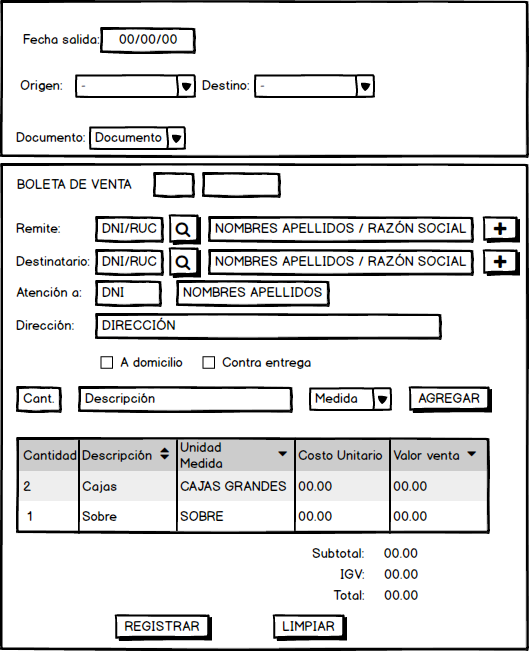 Fecha salida: 00/00/00
Origen: - Destino: -
Documento: Documento
BOLETA DE VENTA
Remite: DNI/RUC NOMBRES APELLIDOS / RAZÓN SOCIAL +
Destinatario: DNI/RUC NOMBRES APELLIDOS / RAZÓN SOCIAL +
Atención a: DNI NOMBRES APELLIDOS
Dirección: DIRECCIÓN
A domicilio Contra entrega
Cant. Descripción Medida AGREGAR
Cantidad Descripción Unidad Medida Costo Unitario Valor venta
2 Cajas CAJAS GRANDES 00.00 00.00
1 Sobre SOBRE 00.00 00.00
Subtotal: 00.00
IGV: 00.00
Total: 00.00
REGISTRAR LIMPIAR